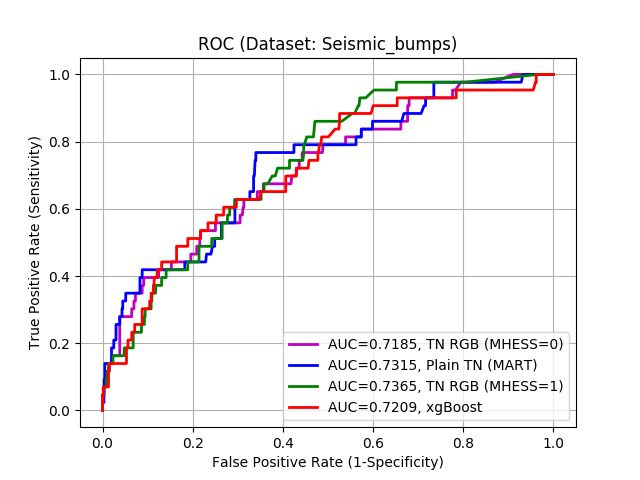 ROC (Dataset: Seismic_bumps)
True Positive Rate (Sensitivity)
1.0
0.8
0.6
0.4
0.2
0.0
AUC=0.7185, TN RGB (MHESS=0)
AUC=0.7315, Plain TN (MART)
AUC=0.7365, TN RGB (MHESS=1)
AUC=0.7209, xgBoost
0.0 0.2 0.4 0.6 0.8 1.0
False Positive Rate (1-Specificity)